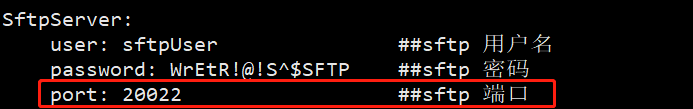 SftpServer:
user: sftpUser ##sftp 用户名
password: WrEtR!@!S^$SFTP ##sftp 密码
port: 20022 ##sftp 端口